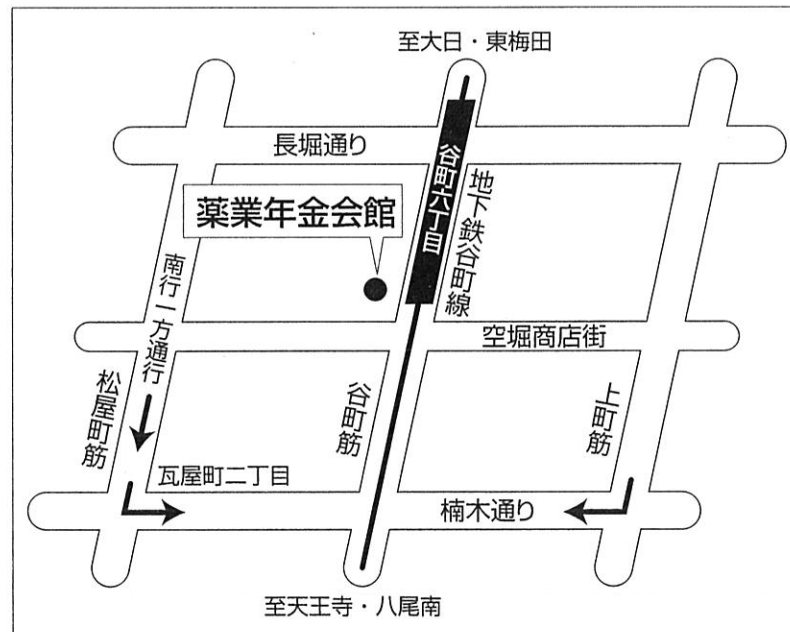 至大日・東梅田
長堀通り
谷町六丁目
地下鉄谷町線
薬業年金会館
南行一方通行
空堀商店街
松屋町筋
谷町筋
上町筋
瓦屋町二丁目
楠木通り
至天王寺・八尾南